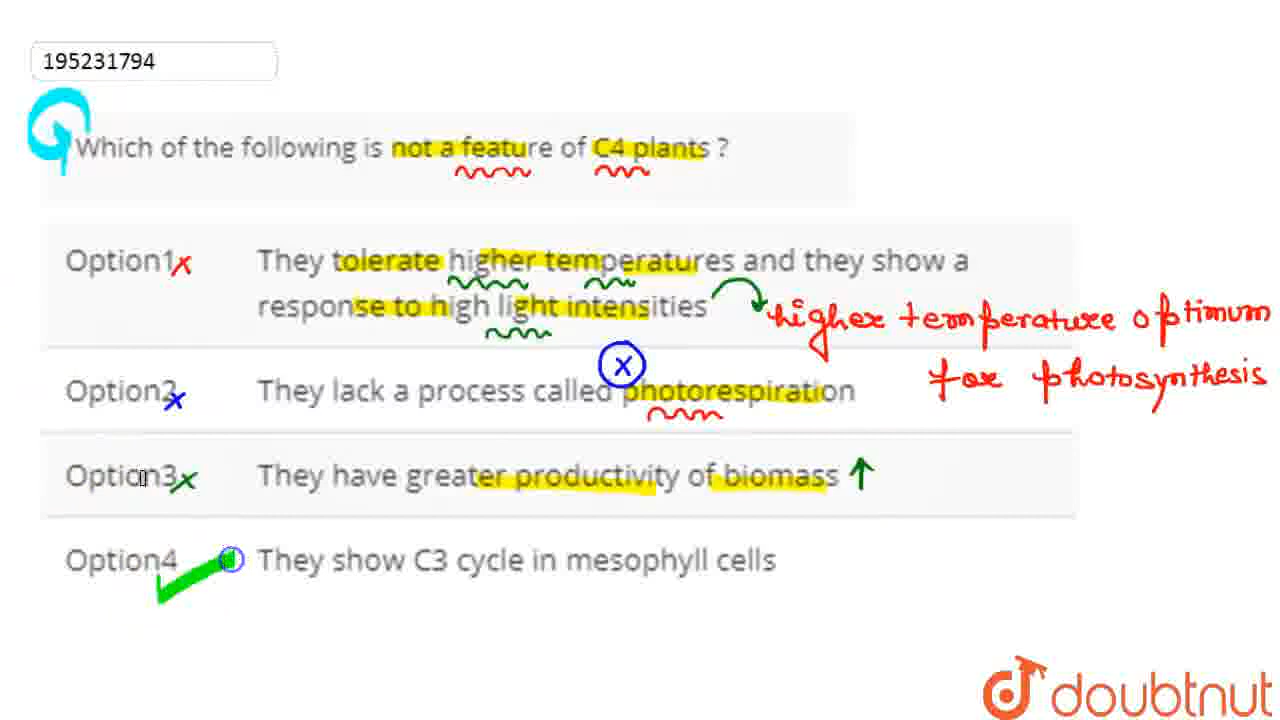 195231794
Which of the following is not a feature of C4 plants ?
Option1 x They tolerate higher temperatures and they show a
response to high light intensities
higher temperature optimum
for photosynthesis
x
Option2 x They lack a process called photorespiration
Option3 x They have greater productivity of biomass ↑
Option4 They show C3 cycle in mesophyll cells
doubtnut